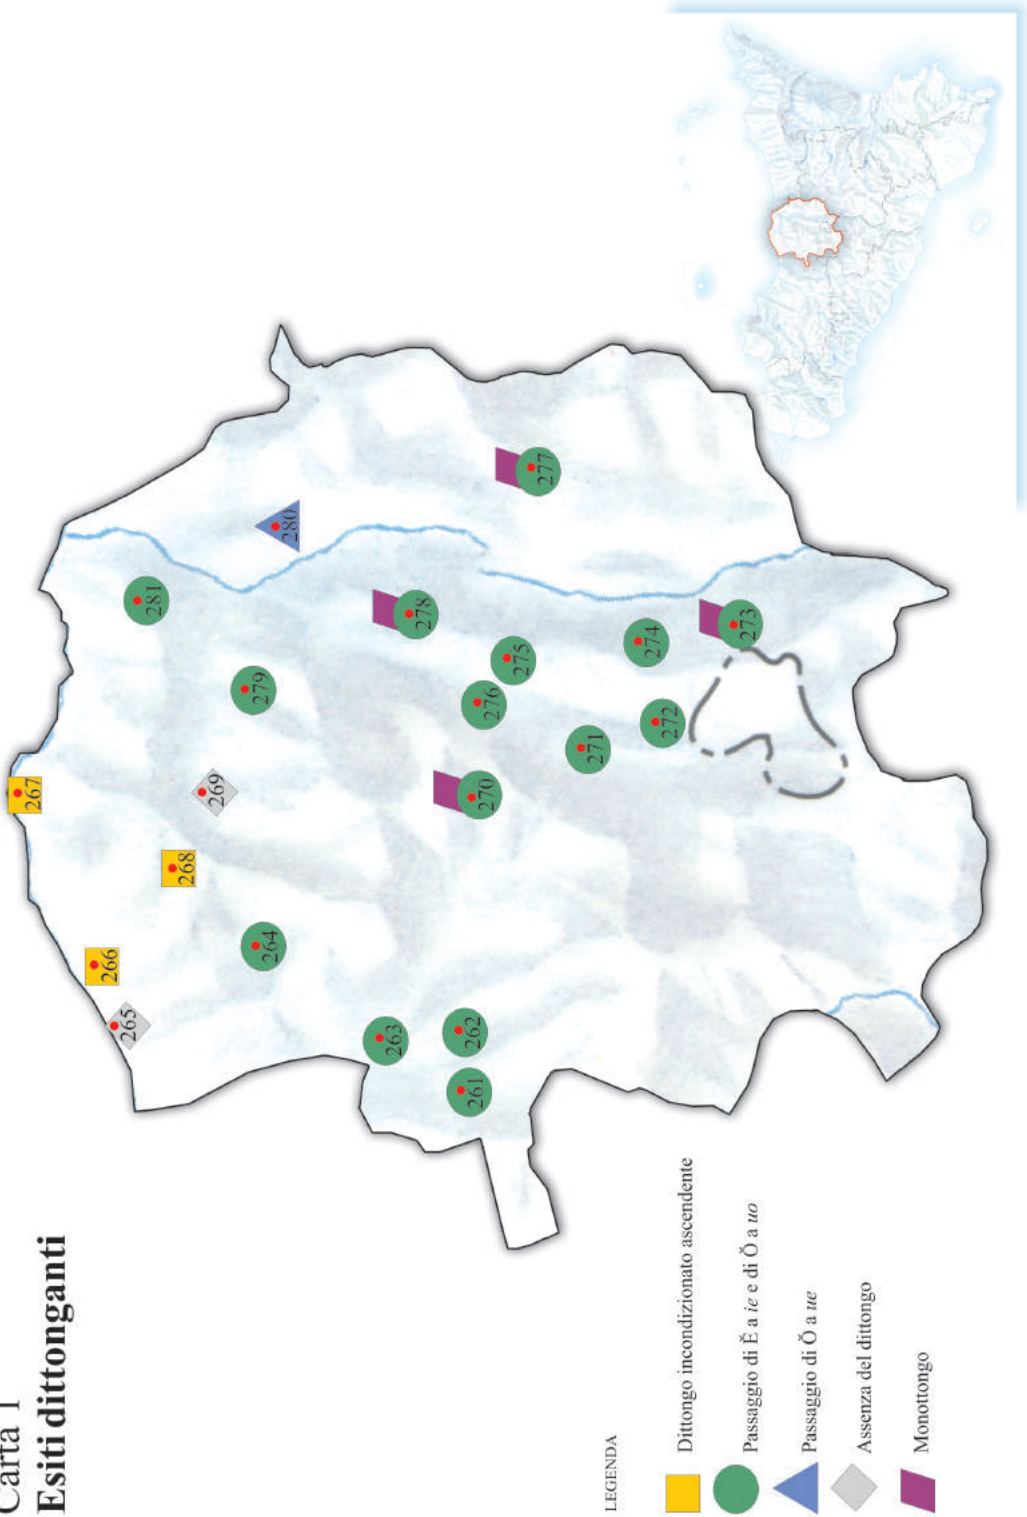 Carta 1
Esiti dittonganti
267
266
265
268
281
269
264
279
280
263
278
262
261
270
276
275
277
271
274
272
273
LEGENDA
Dittongo incondizionato ascendente
Passaggio di Ĕ a ie e di Ŏ a uo
Passaggio di Ŏ a ue
Assenza del dittongo
Monottongo